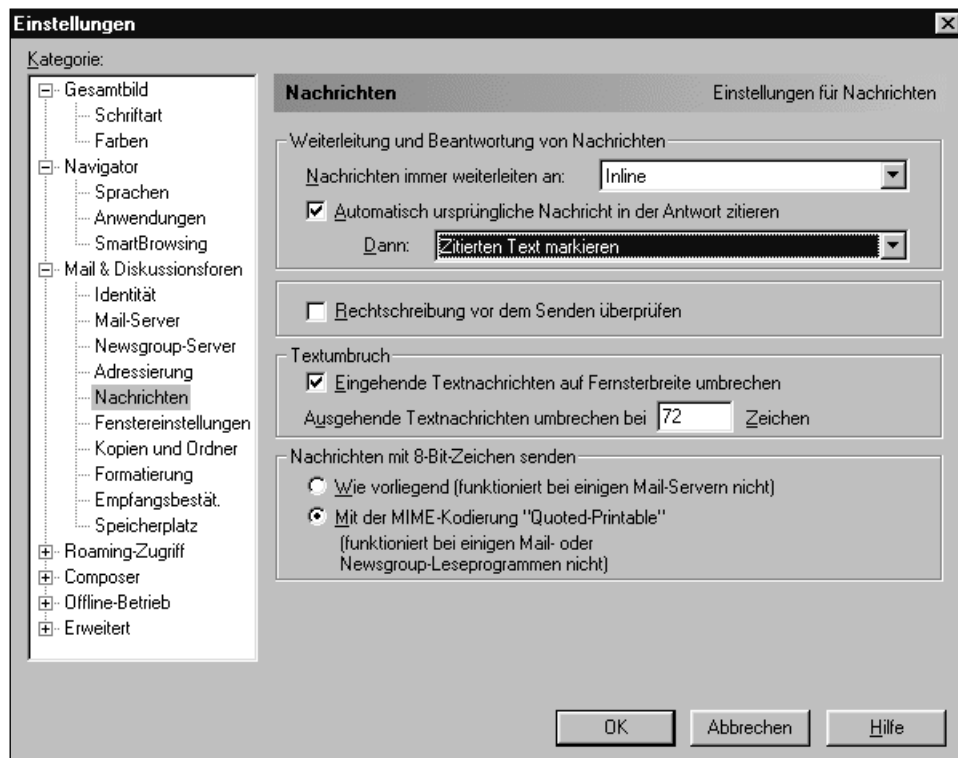 Einstellungen
Kategorie:
Gesamtbild
Schriftart
Farben
Navigator
Sprachen
Anwendungen
SmartBrowsing
Mail & Diskussionsforen
Identität
Mail-Server
Newsgroup-Server
Adressierung
Nachrichten
Fenstereinstellungen
Kopien und Ordner
Formatierung
Empfangsbestät.
Speicherplatz
Roaming-Zugriff
Composer
Offline-Betrieb
Erweitert
Nachrichten Einstellungen für Nachrichten
Weiterleitung und Beantwortung von Nachrichten
Nachrichten immer weiterleiten an: Inline
Automatisch ursprüngliche Nachricht in der Antwort zitieren
Dann: Zitierten Text markieren
Rechtschreibung vor dem Senden überprüfen
Textumbruch
Eingehende Textnachrichten auf Fernsterbreite umbrechen
Ausgehende Textnachrichten umbrechen bei 72 Zeichen
Nachrichten mit 8-Bit-Zeichen senden
Wie vorliegend (funktioniert bei einigen Mail-Servern nicht)
Mit der MIME-Kodierung "Quoted-Printable"
(funktioniert bei einigen Mail- oder
Newsgroup-Leseprogrammen nicht)
OK Abbrechen Hilfe